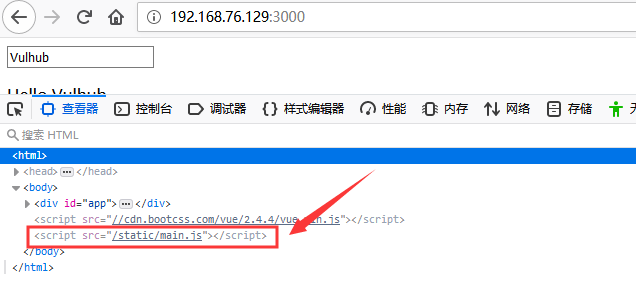 192.168.76.129:3000
Vulhub
Hello Vulhub
查看器 控制台 调试器 样式编辑器 性能 内存 网络 存储
搜索 HTML
<html>
<head> </head>
<body>
<div id="app"> </div>
<script src="//cdn.bootcss.com/vue/2.4.4/vue.min.js"></script>
<script src="/static/main.js"></script>
</body>
</html>